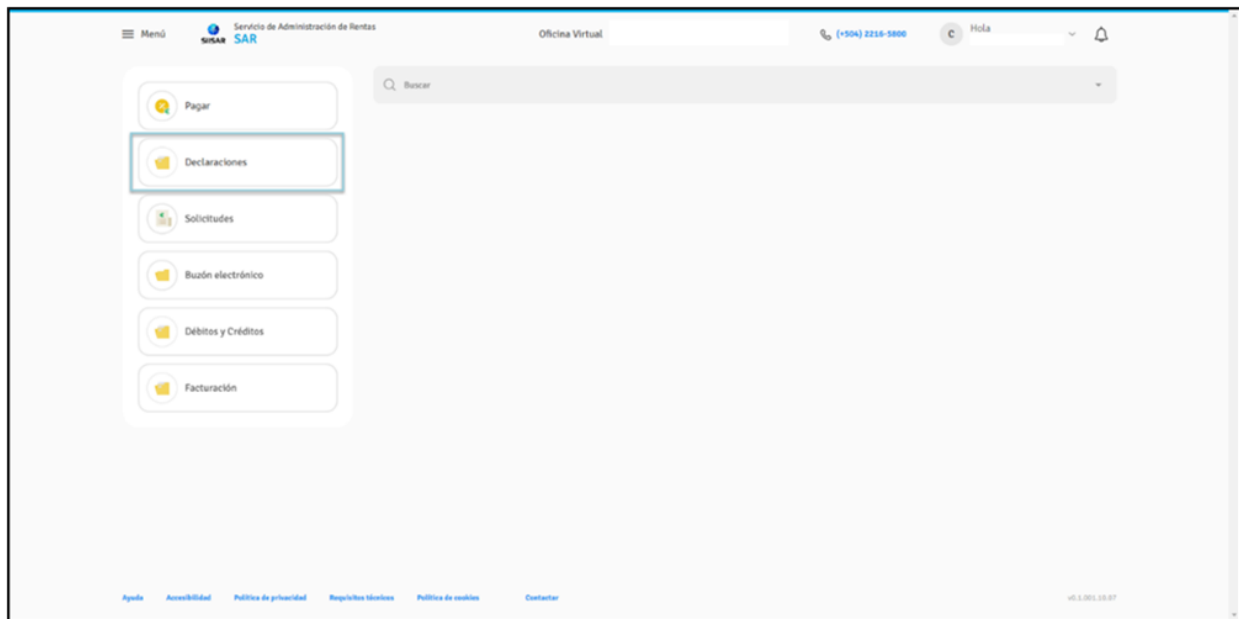 Menú
SIISAR
Servicio de Administración de Rentas
SAR
Oficina Virtual
(+504) 2216-5800
C
Hola
Buscar
Pagar
Declaraciones
Solicitudes
Buzón electrónico
Débitos y Créditos
Facturación
Ayuda Accesibilidad Política de privacidad Requisitos técnicos Política de cookies Contactar